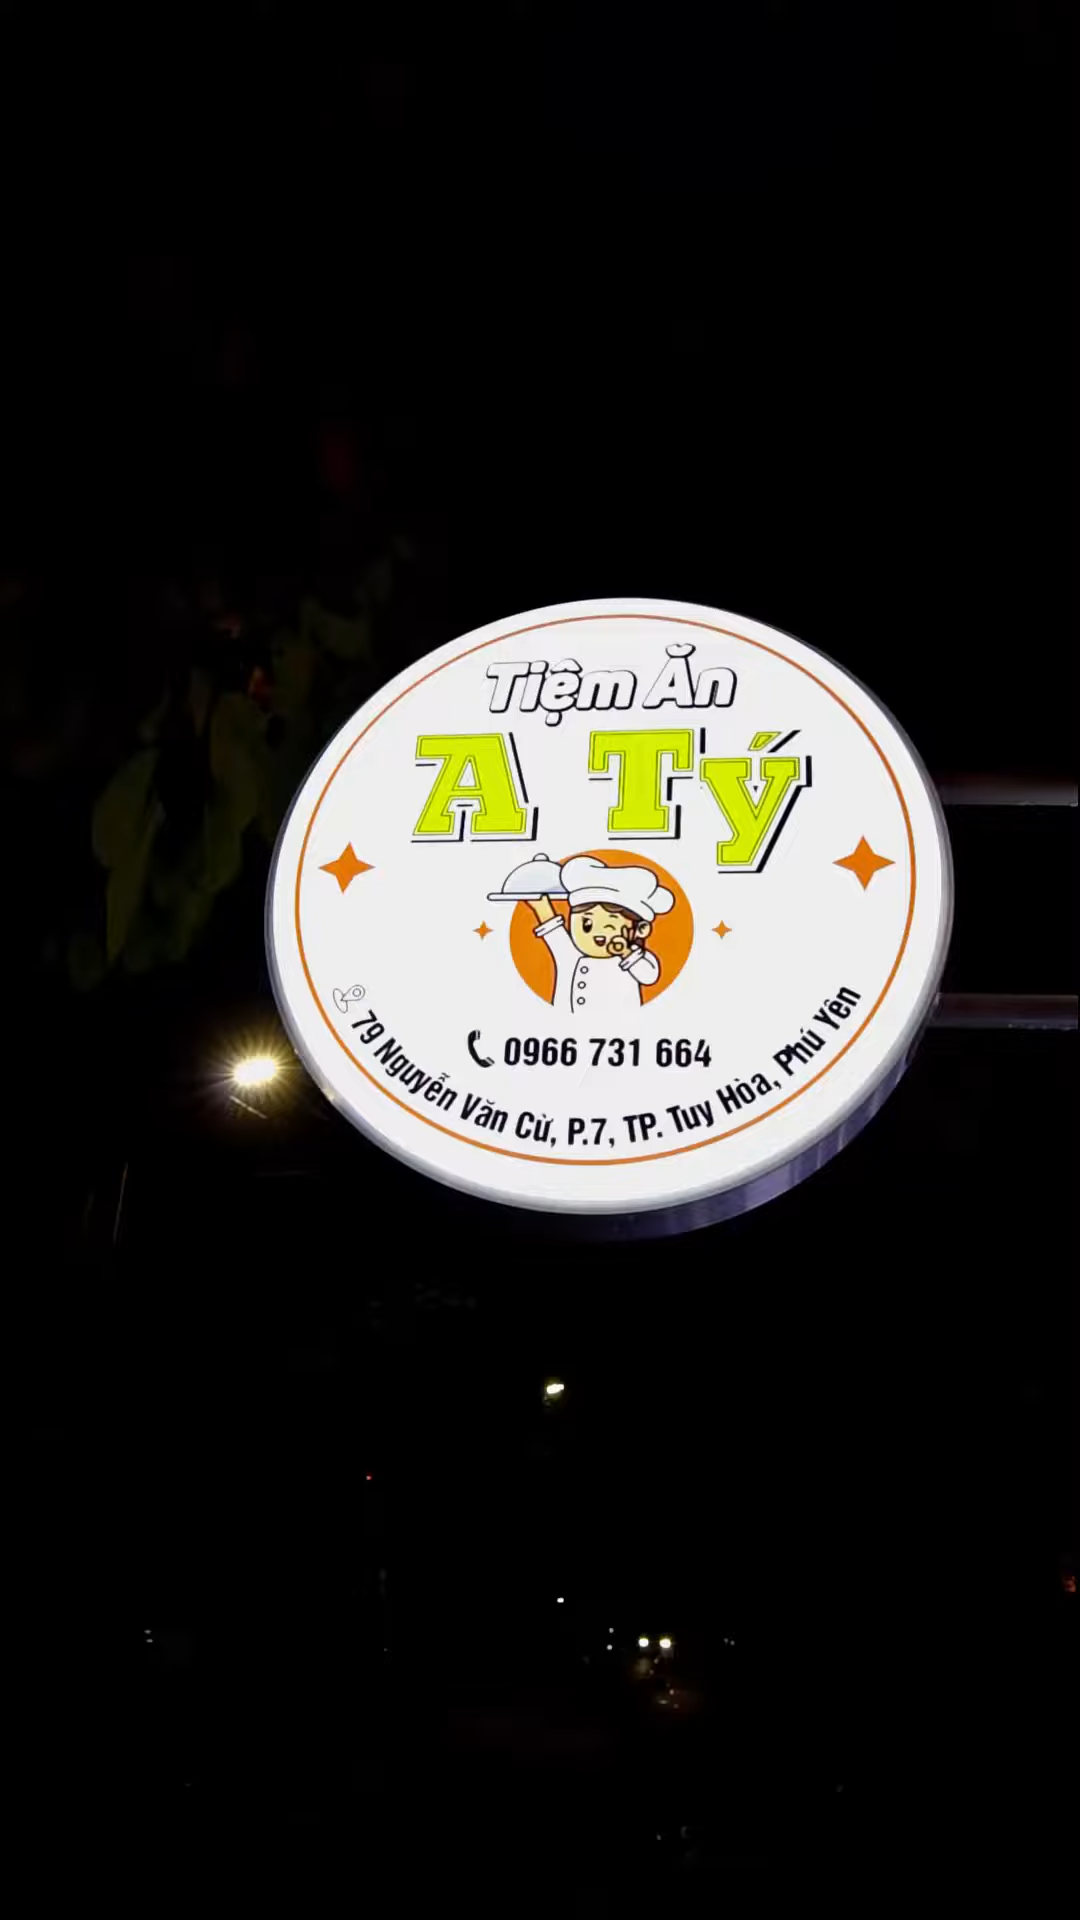 Tiệm Ăn
A Tý
0966 731 664
79 Nguyễn Văn Cừ, P.7, TP. Tuy Hòa, Phú Yên